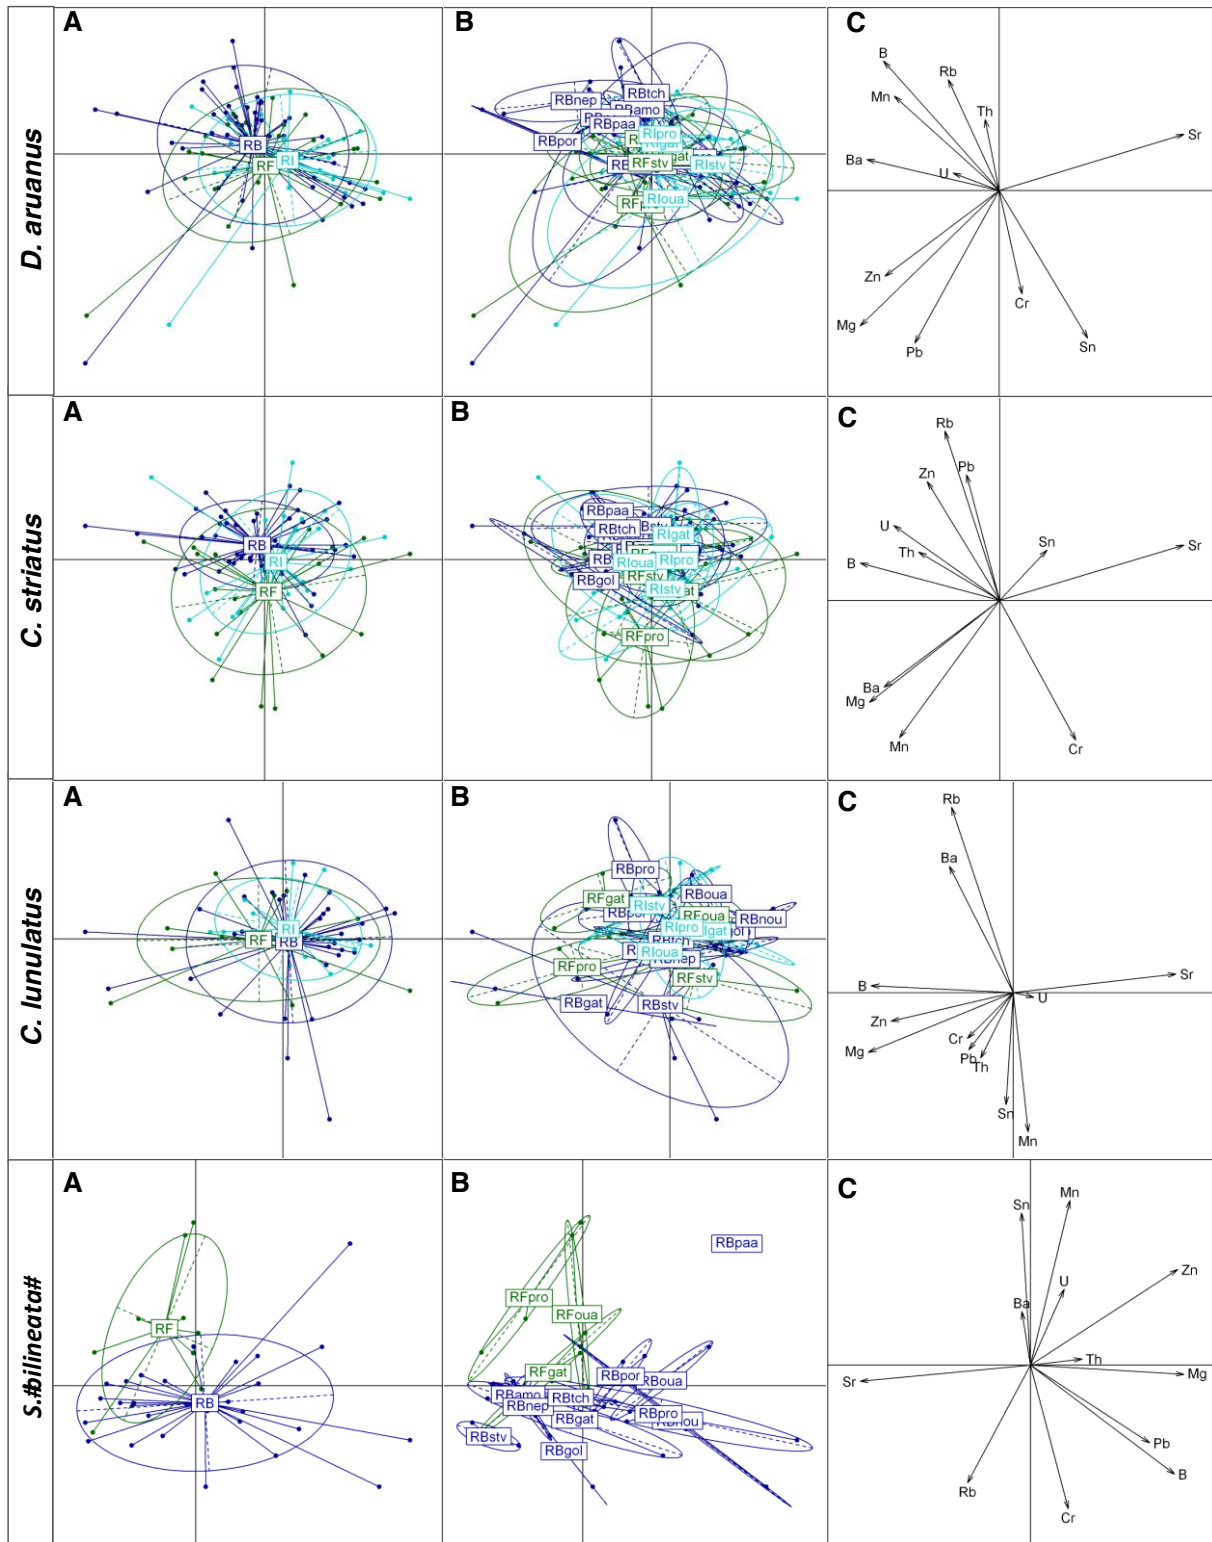 D. aruanus
A
RB
RF
RI
B
RBtch
RBnep
RBamo
RBpaa
RIpro
RBpor
RIgat
RB
RFstv
RIstv
RIoua
C
B
Rb
Mn
Th
Sr
Ba
U
Zn
Cr
Mg
Pb
Sn
C. striatus
A
RB
RI
RF
B
RBpaa
RBtch
RIgat
RB
RIoua
RIpro
RBgol
RFstv
RIstv
RFpro
C
Rb
Pb
Zn
U
Sn
Sr
Th
B
Ba
Mg
Mn
Cr
C. lunulatus
A
RI
RF
RB
B
RBpro
RFgat
RIstv
RBoua
RFoua
RBnou
RIpro
RBtch
RIoua
RFpro
RFstv
RBgat
RBstv
C
Rb
Ba
Sr
B
U
Zn
Cr
Mg
Pb
Th
Sn
Mn
S.#bilineata#
A
RF
RB
B
RBpaa
RFpro
RFoua
RFgat
RBpor
RBoua
RBamo
RBtch
RBnep
RBgat
RBpro
RBstv
RBgol
C
Mn
Sn
Zn
U
Ba
Th
Sr
Mg
Pb
B
Rb
Cr